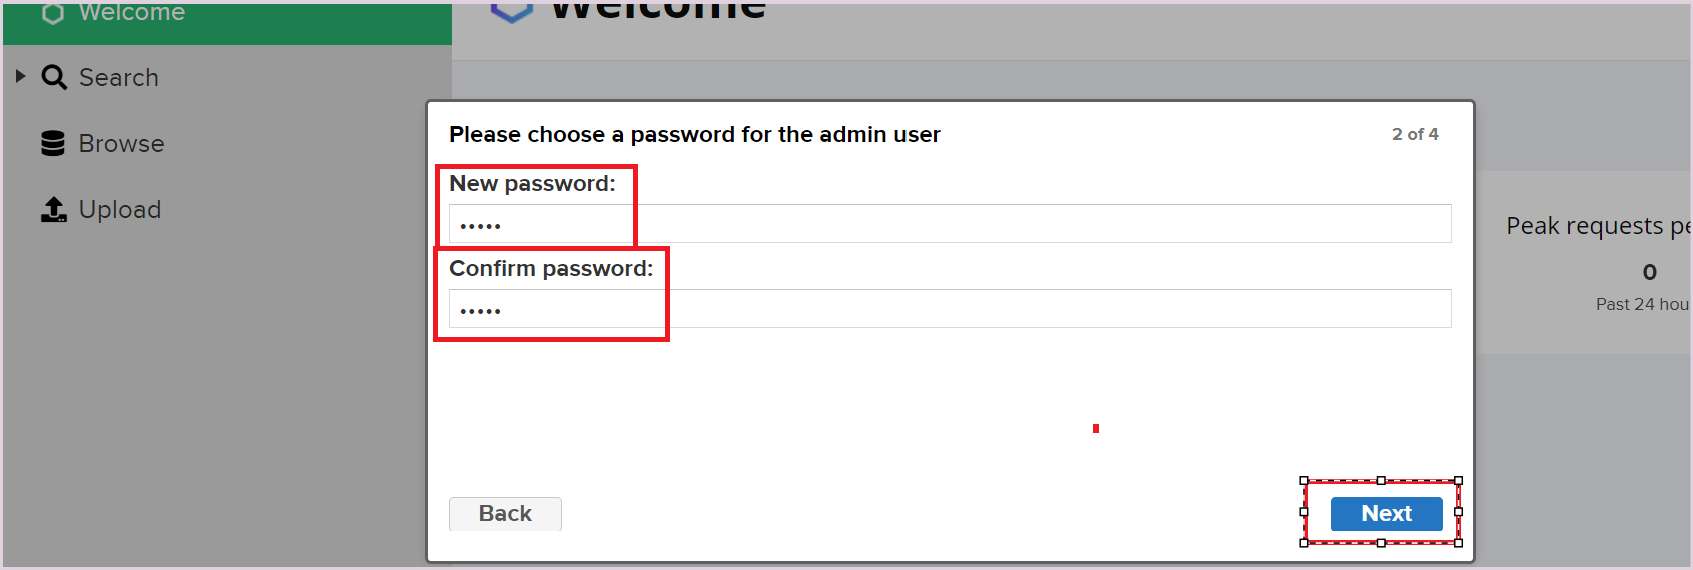 Welcome
Welcome
Search
Browse
Upload
Please choose a password for the admin user
2 of 4
New password:
•••••
Confirm password:
•••••
Back
Next
Peak requests pe
0
Past 24 hou